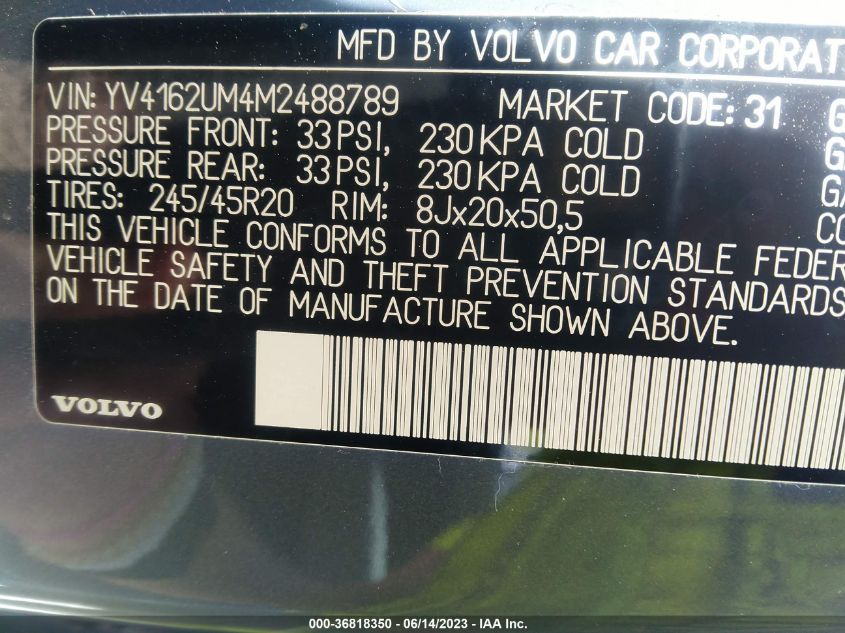 MFD BY VOLVO CAR CORPORAT
VIN: YV4162UM4M2488789 MARKET CODE: 31 G
PRESSURE FRONT: 33 PSI, 230 KPA COLD
PRESSURE REAR: 33 PSI, 230 KPA COLD
TIRES: 245/45R20 RIM: 8Jx20x50,5
THIS VEHICLE CONFORMS TO ALL APPLICABLE FEDER
VEHICLE SAFETY AND THEFT PREVENTION STANDARDS
ON THE DATE OF MANUFACTURE SHOWN ABOVE.
VOLVO
000-36818350 - 06/14/2023 - IAA Inc.